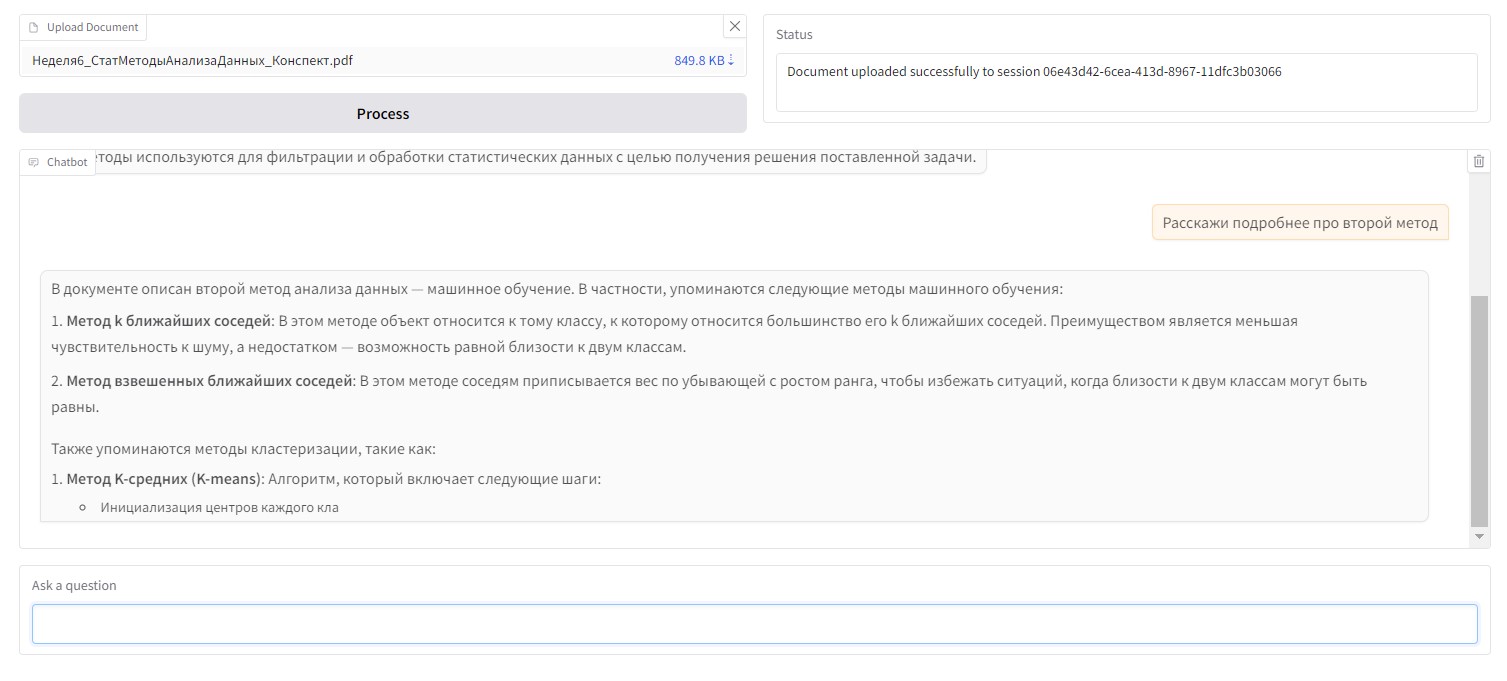 Upload Document
Неделя6_СтатМетодыАнализаДанных_Конспект.pdf
849.8 KB ⇣
Process
Status
Document uploaded successfully to session 06e43d42-6cea-413d-8967-11dfc3b03066
Chatbot
етоды используются для фильтрации и обработки статистических данных с целью получения решения поставленной задачи.
Расскажи подробнее про второй метод
В документе описан второй метод анализа данных — машинное обучение. В частности, упоминаются следующие методы машинного обучения:
1. Метод k ближайших соседей: В этом методе объект относится к тому классу, к которому относится большинство его k ближайших соседей. Преимуществом является меньшая
чувствительность к шуму, а недостатком — возможность равной близости к двум классам.
2. Метод взвешенных ближайших соседей: В этом методе соседям приписывается вес по убывающей с ростом ранга, чтобы избежать ситуаций, когда близости к двум классам могут быть
равны.
Также упоминаются методы кластеризации, такие как:
1. Метод K-средних (K-means): Алгоритм, который включает следующие шаги:
Инициализация центров каждого кла
Ask a question